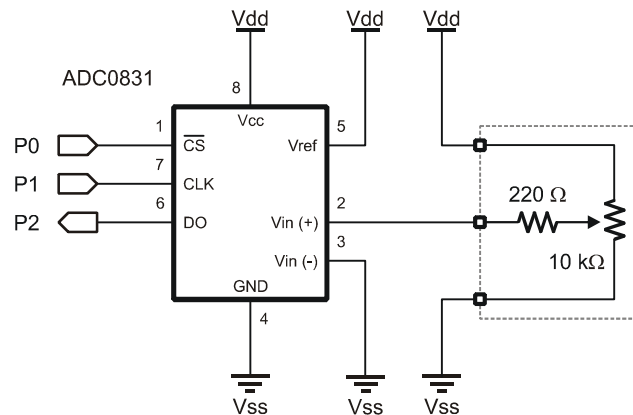 Vdd Vdd Vdd
ADC0831
8
Vcc
P0 1 CS Vref 5
P1 7 CLK
P2 6 DO Vin (+) 2
220 Ω
Vin (-) 3
10 kΩ
GND
4
Vss Vss Vss